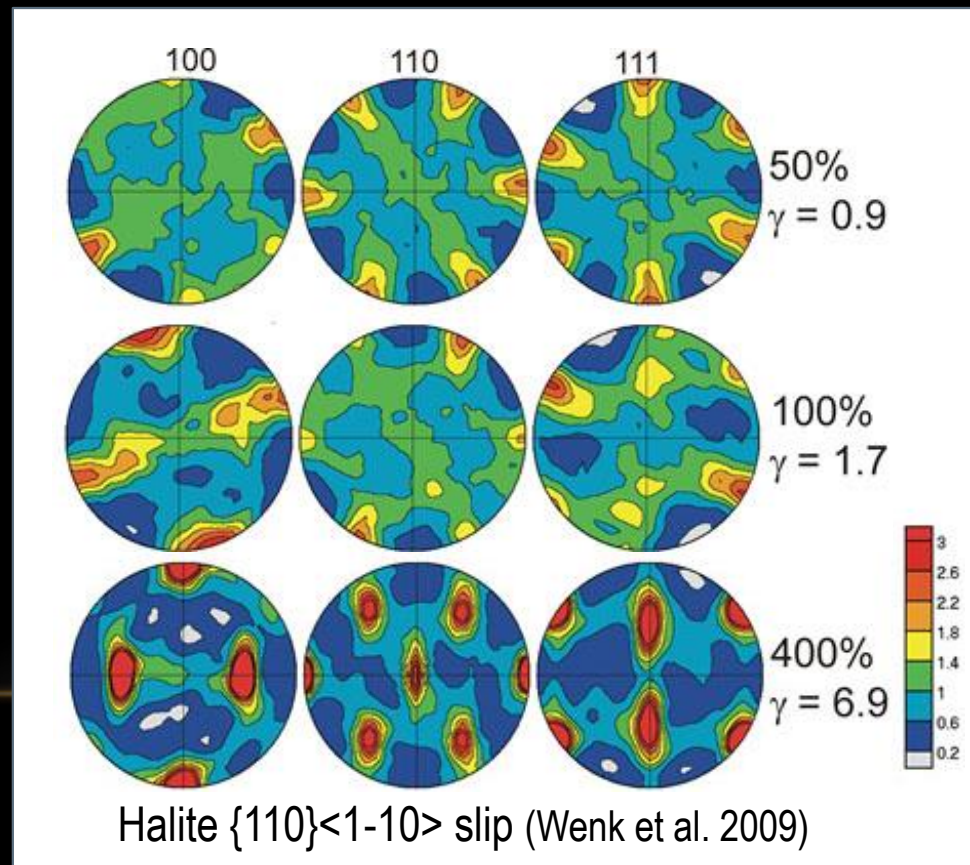 100 110 111
50%
γ = 0.9
100%
γ = 1.7
400%
γ = 6.9
3
2.6
2.2
1.8
1.4
1
0.6
0.2
Halite {110}<1-10> slip (Wenk et al. 2009)